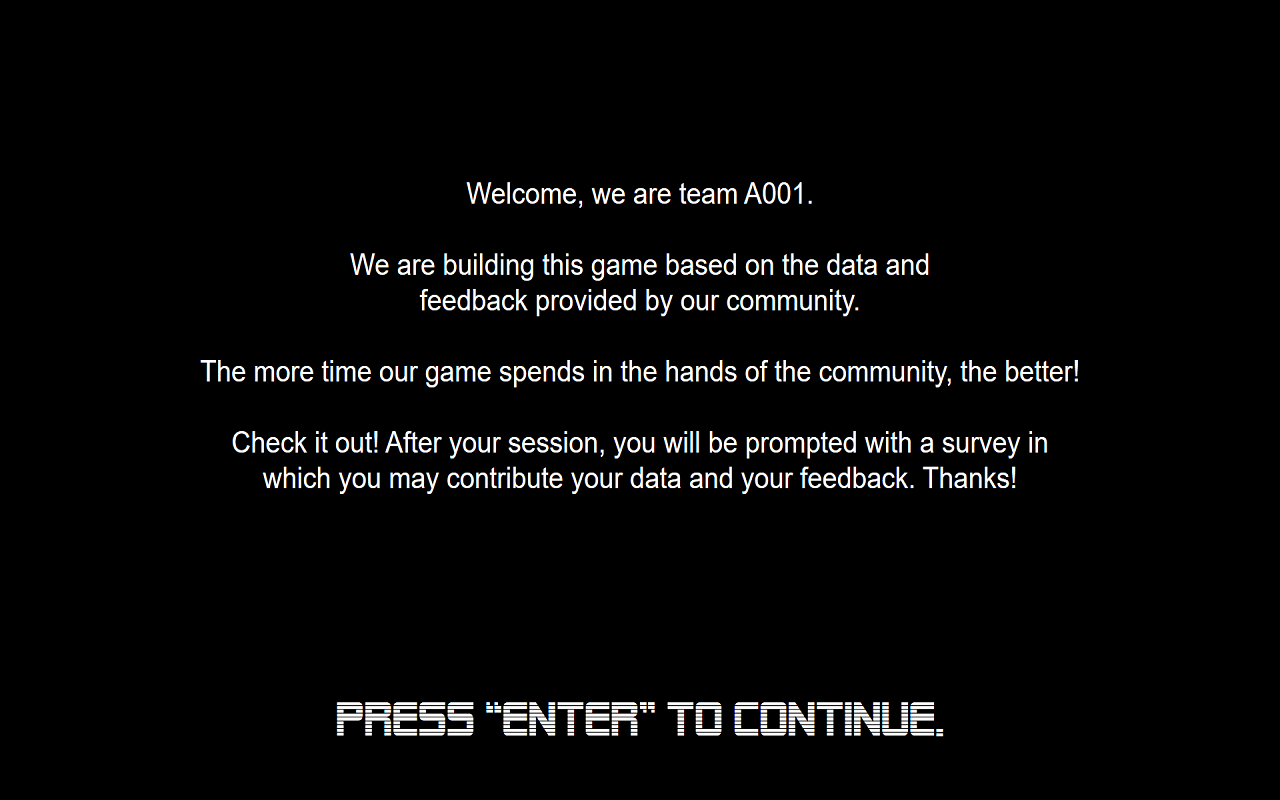 Welcome, we are team A001.
We are building this game based on the data and
feedback provided by our community.
The more time our game spends in the hands of the community, the better!
Check it out! After your session, you will be prompted with a survey in
which you may contribute your data and your feedback. Thanks!
PRESS “ENTER” TO CONTINUE.